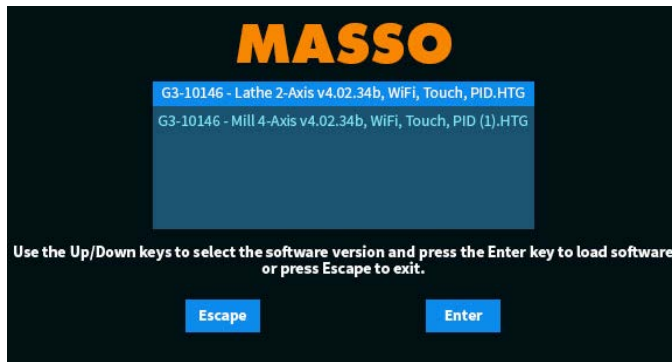 MASSO
G3-10146 - Lathe 2-Axis v4.02.34b, WiFi, Touch, PID.HTG
G3-10146 - Mill 4-Axis v4.02.34b, WiFi, Touch, PID (1).HTG
Use the Up/Down keys to select the software version and press the Enter key to load software
or press Escape to exit.
Escape
Enter